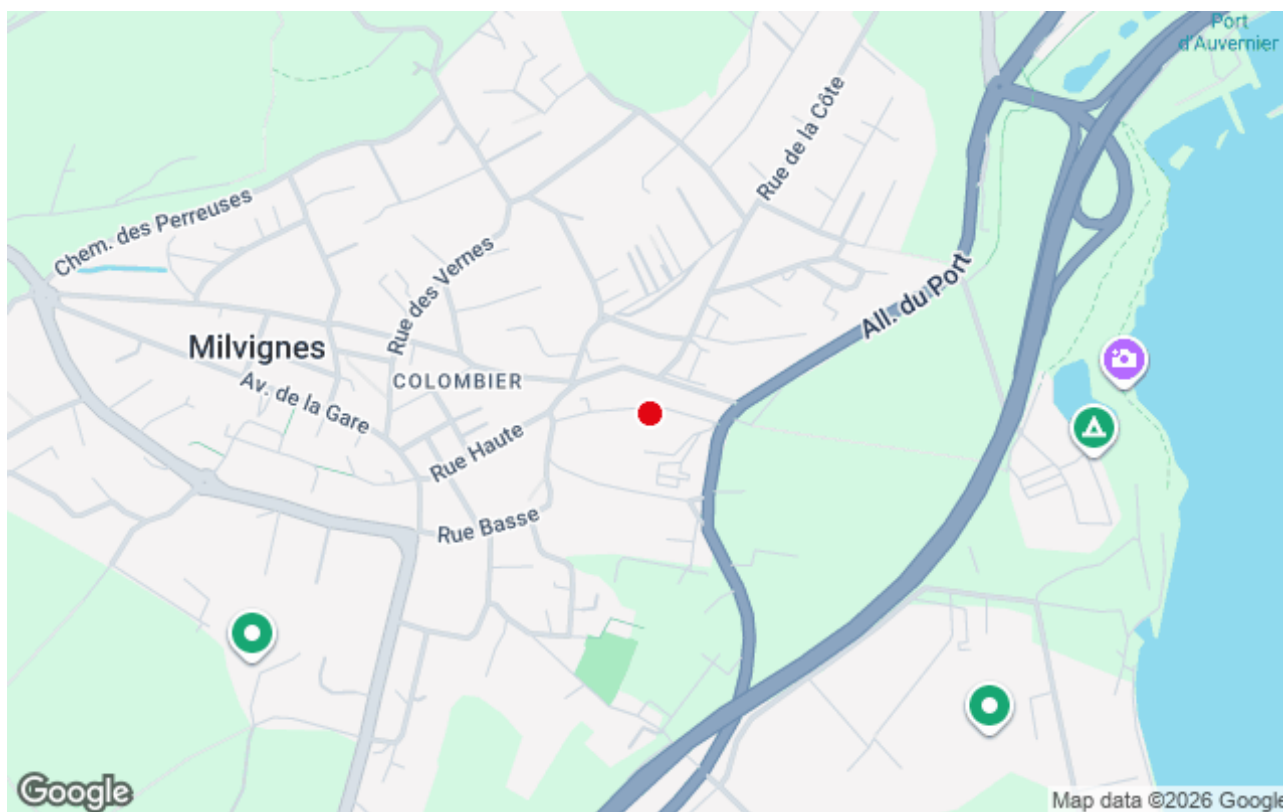 Port
d'Auvernier
Rue de la Côte
Chem. des Perreuses
Rue des Vernes
All. du Port
Milvignes
COLOMBIER
Av. de la Gare
Rue Haute
Rue Basse
Google
Map data ©2026 Google